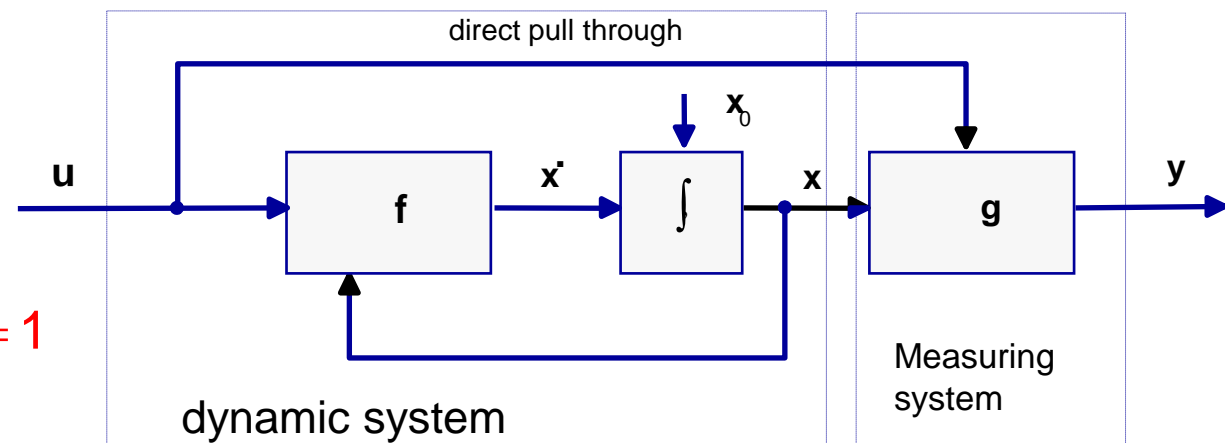 direct pull through
x₀
u
f
ẋ
∫
x
g
y
= 1
Measuring
system
dynamic system